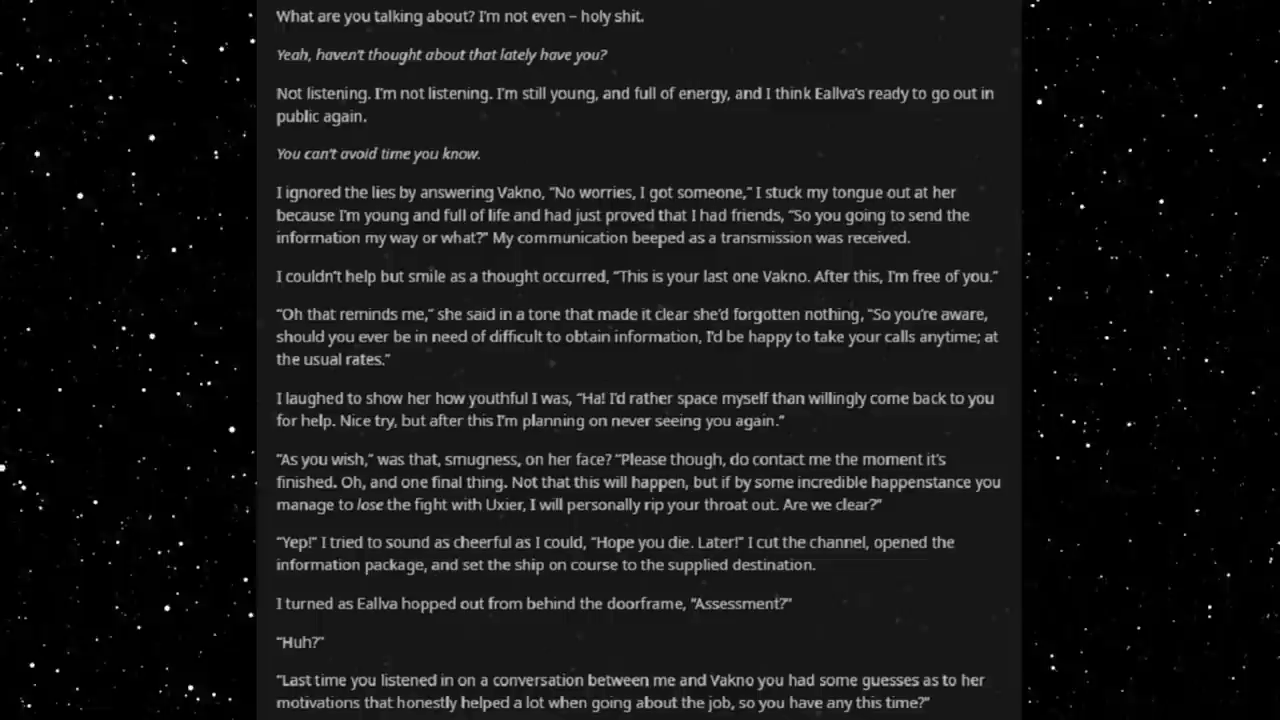 What are you talking about? I'm not even – holy shit.
Yeah, haven't thought about that lately have you?
Not listening. I'm not listening. I'm still young, and full of energy, and I think Eallva's ready to go out in
public again.
You can't avoid time you know.
I ignored the lies by answering Vakno, “No worries, I got someone,” I stuck my tongue out at her
because I'm young and full of life and had just proved that I had friends, “So you going to send the
information my way or what?” My communication beeped as a transmission was received.
I couldn't help but smile as a thought occurred, “This is your last one Vakno. After this, I'm free of you.”
“Oh that reminds me,” she said in a tone that made it clear she'd forgotten nothing, “So you're aware,
should you ever be in need of difficult to obtain information, I'd be happy to take your calls anytime; at
the usual rates.”
I laughed to show her how youthful I was, “Ha! I'd rather space myself than willingly come back to you
for help. Nice try, but after this I'm planning on never seeing you again.”
“As you wish,” was that, smugness, on her face? “Please though, do contact me the moment it's
finished. Oh, and one final thing. Not that this will happen, but if by some incredible happenstance you
manage to lose the fight with Uxier, I will personally rip your throat out. Are we clear?”
“Yep!” I tried to sound as cheerful as I could, “Hope you die. Later!” I cut the channel, opened the
information package, and set the ship on course to the supplied destination.
I turned as Eallva hopped out from behind the doorframe, “Assessment?”
“Huh?”
“Last time you listened in on a conversation between me and Vakno you had some guesses as to her
motivations that honestly helped a lot when going about the job, so you have any this time?”